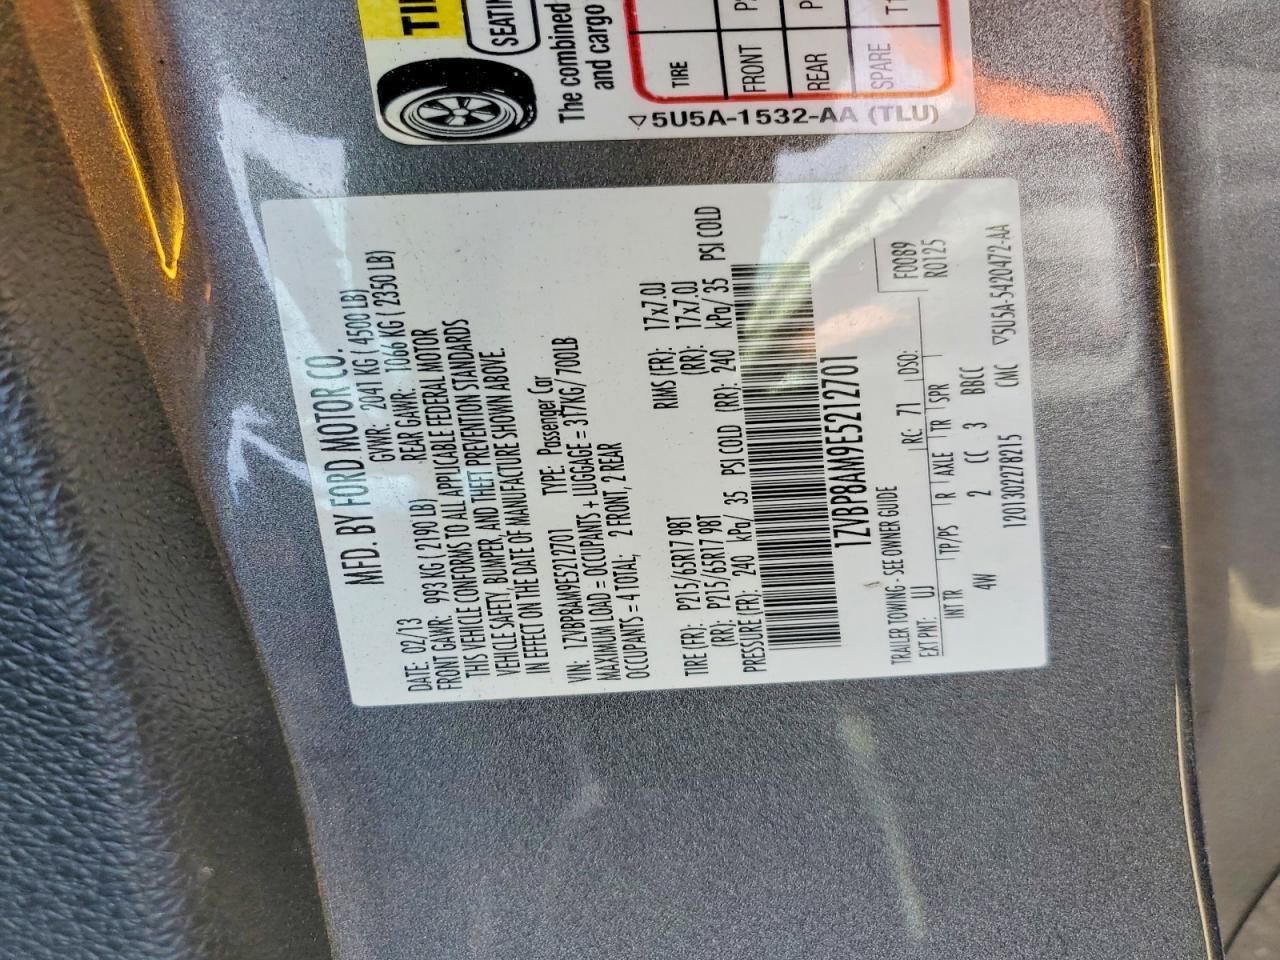 SEATIN
The combined
and cargo
TIRE
FRONT
REAR
SPARE
5U5A-1532-AA (TLU)
MFD. BY FORD MOTOR CO.
DATE: 02/13 GVWR: 2041 KG ( 4500 LB)
FRONT GAWR: 993 KG ( 2190 LB) REAR GAWR: 1066 KG ( 2350 LB)
THIS VEHICLE CONFORMS TO ALL APPLICABLE FEDERAL MOTOR
VEHICLE SAFETY, BUMPER, AND THEFT PREVENTION STANDARDS
IN EFFECT ON THE DATE OF MANUFACTURE SHOWN ABOVE.
VIN: 1ZVBP8AM9E5212701 TYPE: Passenger Car
MAXIMUM LOAD = OCCUPANTS + LUGGAGE = 317KG/ 700LB
OCCUPANTS = 4 TOTAL; 2 FRONT, 2 REAR
TIRE (FR): P215/65R17 98T RIMS (FR): 17x7.0J
(RR): P215/65R17 98T (RR): 17x7.0J
PRESSURE (FR): 240 kPa/ 35 PSI COLD (RR): 240 kPa/ 35 PSI COLD
1ZVBP8AM9E5212701
TRAILER TOWING - SEE OWNER GUIDE
EXT PNT: UJ RC: 71 DSO: F0089
R0125
INT TR TP/PS R AXLE TR SPR
4W 2 CC 3 BBCC
12013022278215 CMC 5U5A-5420472-AA